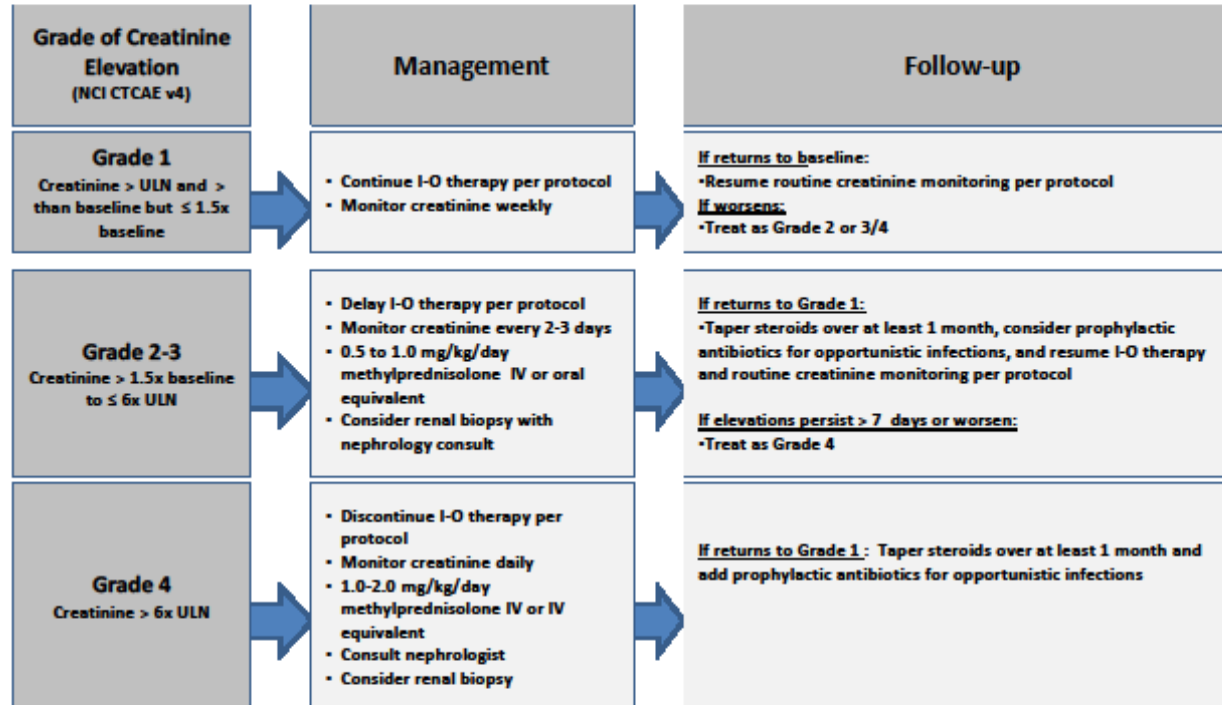 Grade of Creatinine
Elevation
(NCI CTCAE v4)
Management
Follow-up
Grade 1
Creatinine > ULN and >
than baseline but ≤ 1.5x
baseline
• Continue I-O therapy per protocol
• Monitor creatinine weekly
If returns to baseline:
•Resume routine creatinine monitoring per protocol
If worsens:
•Treat as Grade 2 or 3/4
Grade 2-3
Creatinine > 1.5x baseline
to ≤ 6x ULN
• Delay I-O therapy per protocol
• Monitor creatinine every 2-3 days
• 0.5 to 1.0 mg/kg/day
methylprednisolone IV or oral
equivalent
• Consider renal biopsy with
nephrology consult
If returns to Grade 1:
•Taper steroids over at least 1 month, consider prophylactic
antibiotics for opportunistic infections, and resume I-O therapy
and routine creatinine monitoring per protocol
If elevations persist > 7 days or worsen:
•Treat as Grade 4
Grade 4
Creatinine > 6x ULN
• Discontinue I-O therapy per
protocol
• Monitor creatinine daily
• 1.0-2.0 mg/kg/day
methylprednisolone IV or IV
equivalent
• Consult nephrologist
• Consider renal biopsy
If returns to Grade 1 : Taper steroids over at least 1 month and
add prophylactic antibiotics for opportunistic infections